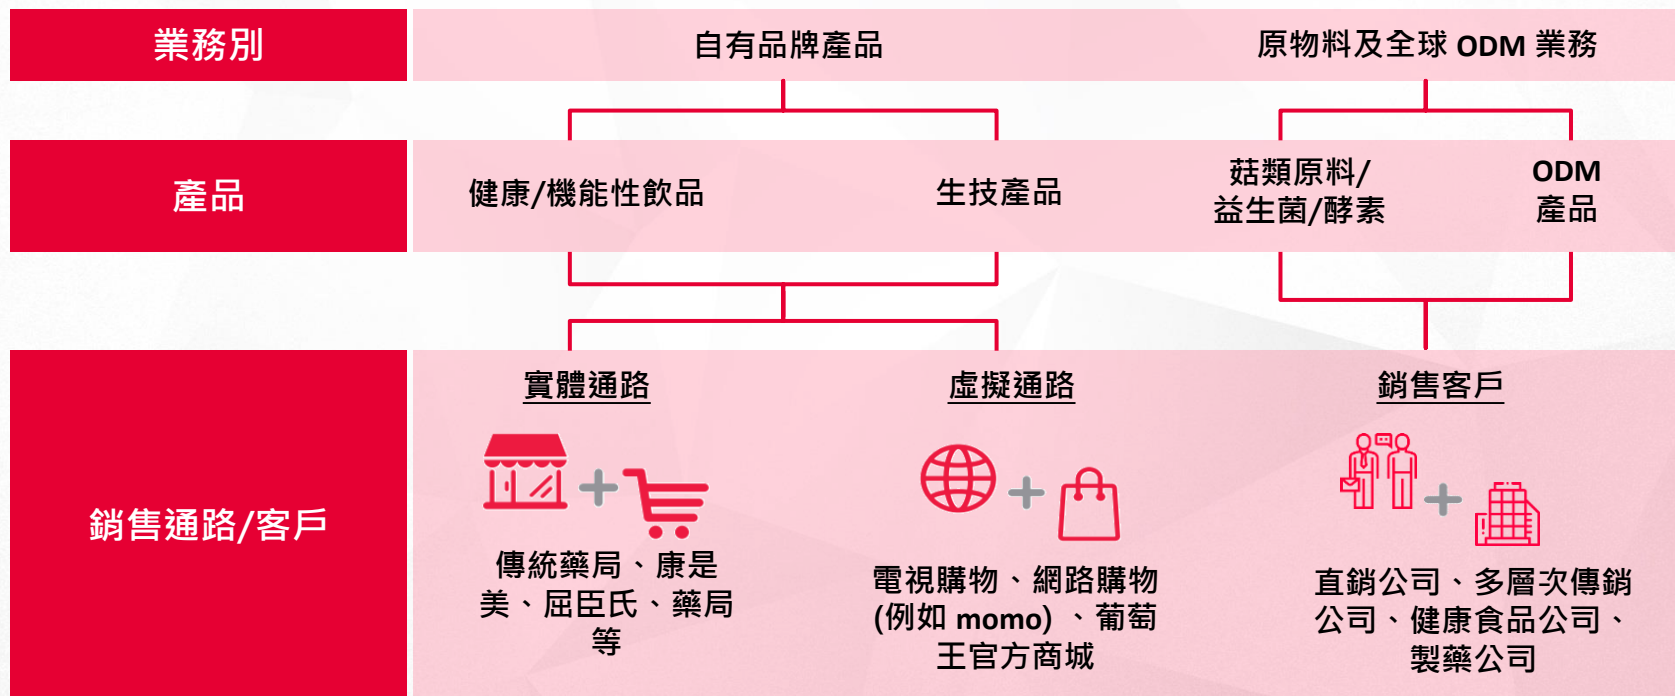 業務別
自有品牌產品
原物料及全球 ODM 業務
產品
健康/機能性飲品
生技產品
菇類原料/
益生菌/酵素
ODM
產品
銷售通路/客戶
實體通路
傳統藥局、康是
美、屈臣氏、藥局
等
虛擬通路
電視購物、網路購物
(例如 momo) 、葡萄
王官方商城
銷售客戶
直銷公司、多層次傳銷
公司、健康食品公司、
製藥公司